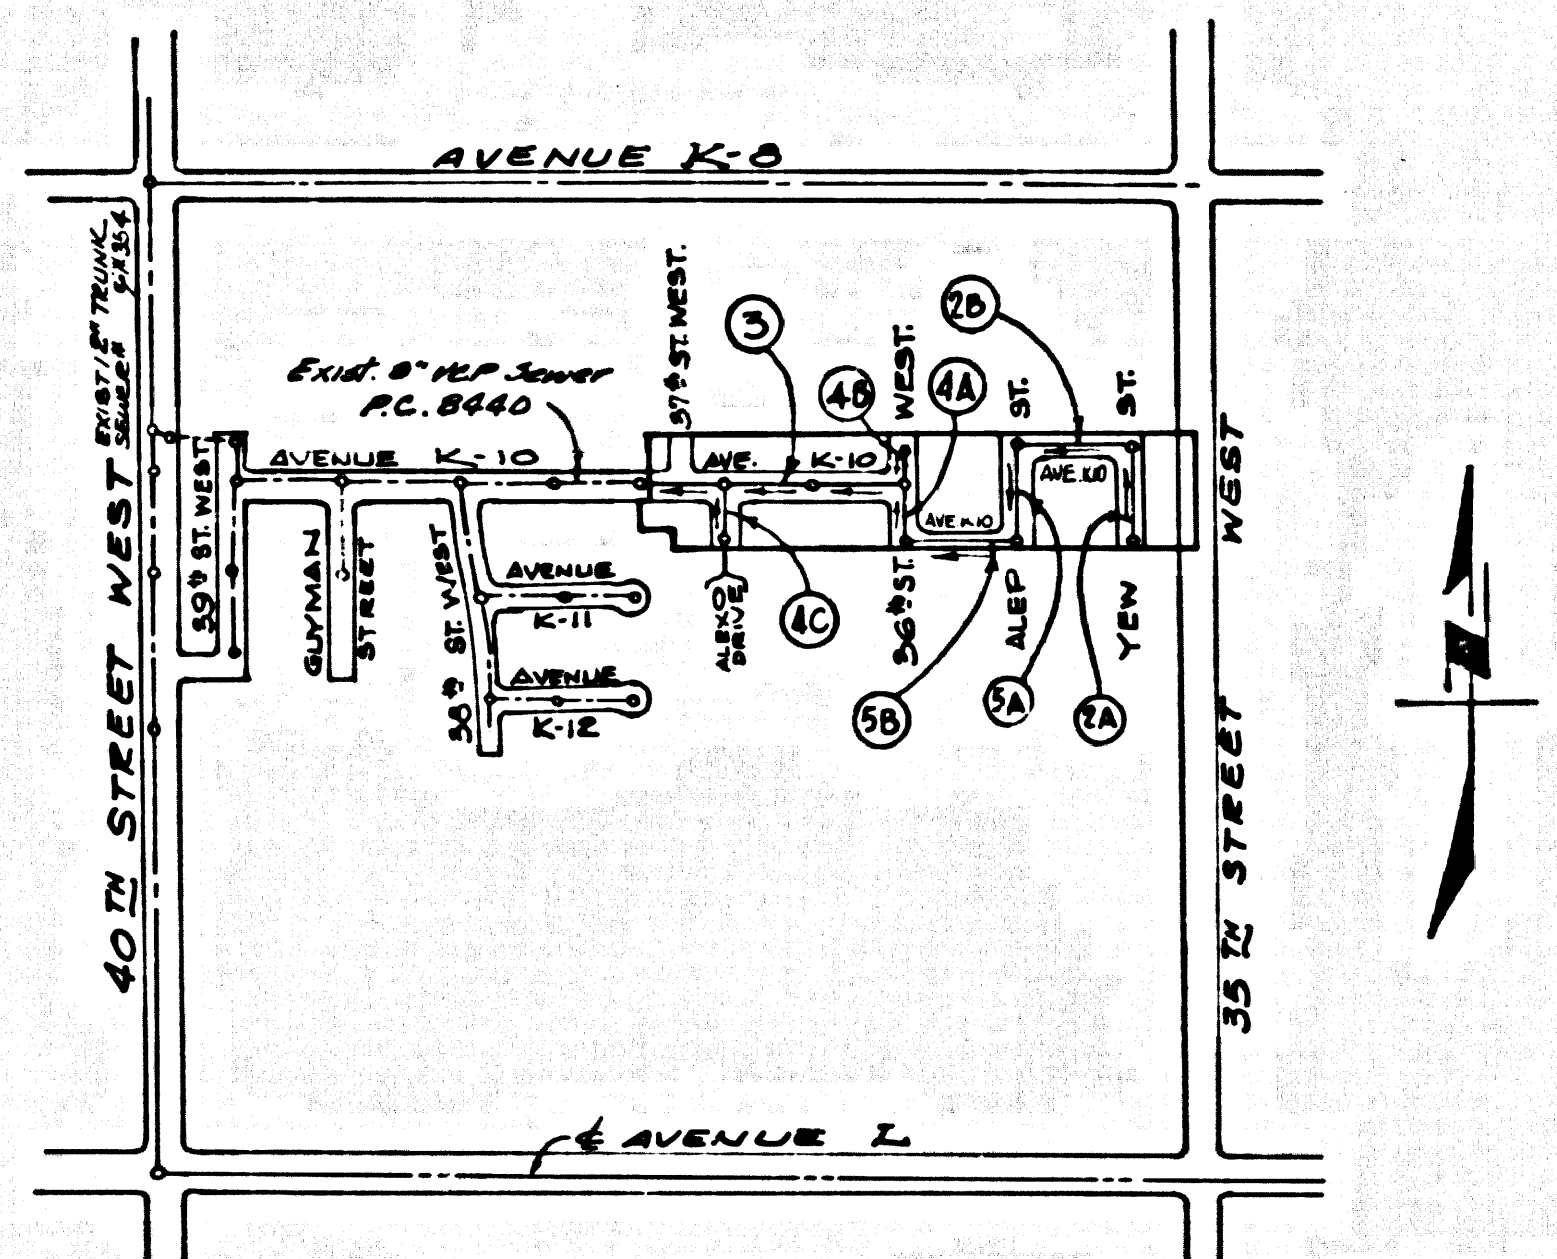 AVENUE K-8
EXIST 12" TRUNK
SEWER
37th ST. WEST.
3
2B
Exist. 8" VCP Sewer
P.C. 8440
4B
WEST.
4A
ST.
ST.
AVENUE K-10
AVE. K-10
AVE. K10
AVE K-10
39th ST. WEST
GUYMAN
STREET
38th ST. WEST
AVENUE
K-11
AVENUE
K-12
ALEXO
DRIVE
4C
36th ST.
ALEP
YEW
5B
5A
2A
N
40TH STREET WEST
35TH STREET WEST
℄ AVENUE L